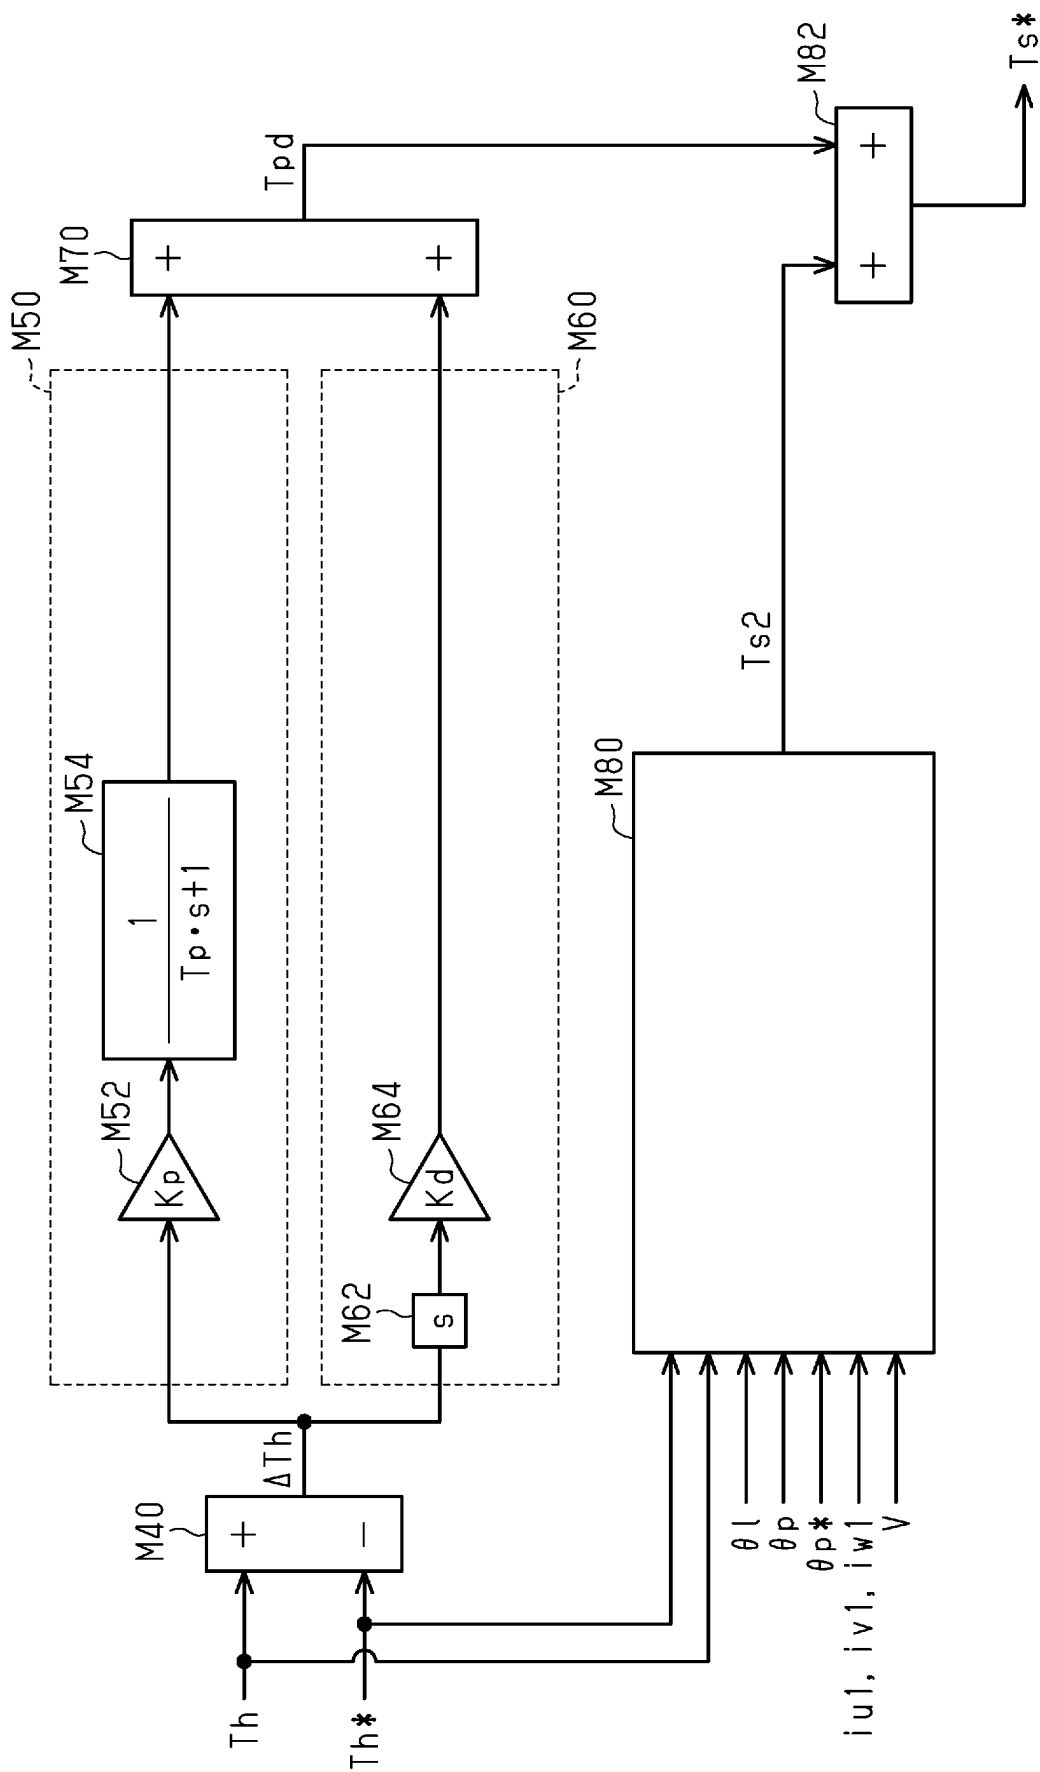 M50
M52
Kp
M54
1
Tp·s+1
M70
+
+
Tpd
M40
+
−
ΔTh
Th
Th*
M62
s
M64
Kd
M60
M80
θl
θp
θp*
iu1, iv1, iw1
V
Ts2
M82
+
+
Ts*